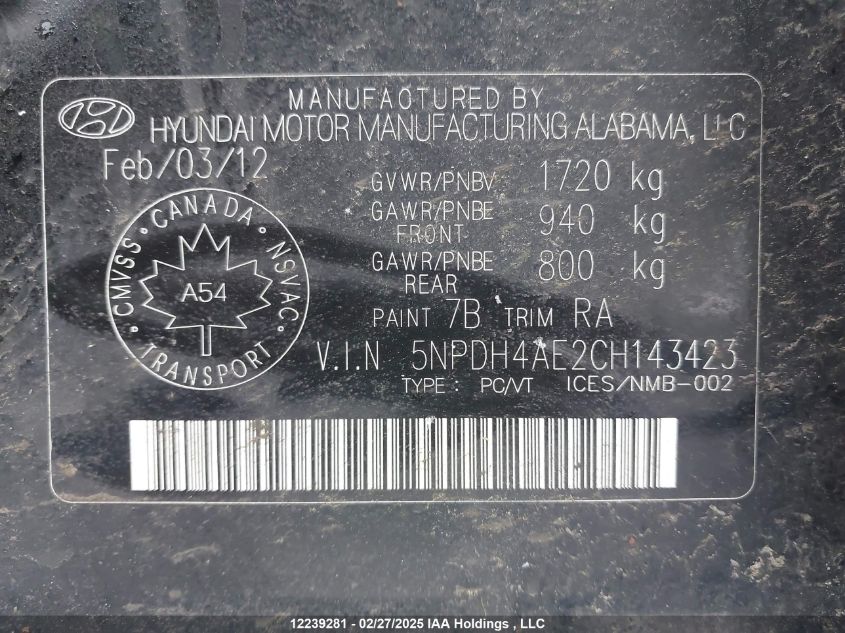 MANUFACTURED BY
HYUNDAI MOTOR MANUFACTURING ALABAMA, LLC
Feb/03/12
GVWR/PNBV 1720 kg
GAWR/PNBE FRONT 940 kg
GAWR/PNBE REAR 800 kg
PAINT 7B TRIM RA
CANADA • NSVAC • TRANSPORT • CMVSS •
A54
V.I.N 5NPDH4AE2CH143423
TYPE : PC/VT ICES/NMB-002
12239281 - 02/27/2025 IAA Holdings , LLC